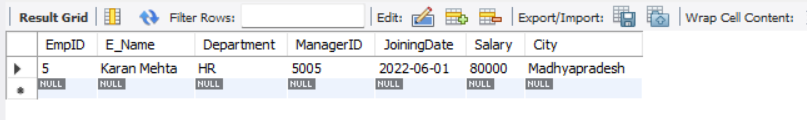 Result Grid Filter Rows: Edit: Export/Import: Wrap Cell Content:
EmpID E_Name Department ManagerID JoiningDate Salary City
5 Karan Mehta HR 5005 2022-06-01 80000 Madhyapradesh
NULL NULL NULL NULL NULL NULL NULL